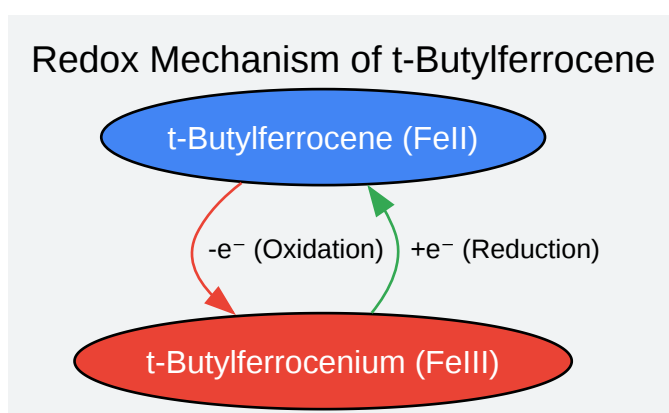 Redox Mechanism of t-Butylferrocene
t-Butylferrocene (FeII)
-e⁻ (Oxidation)
+e⁻ (Reduction)
t-Butylferrocenium (FeIII)